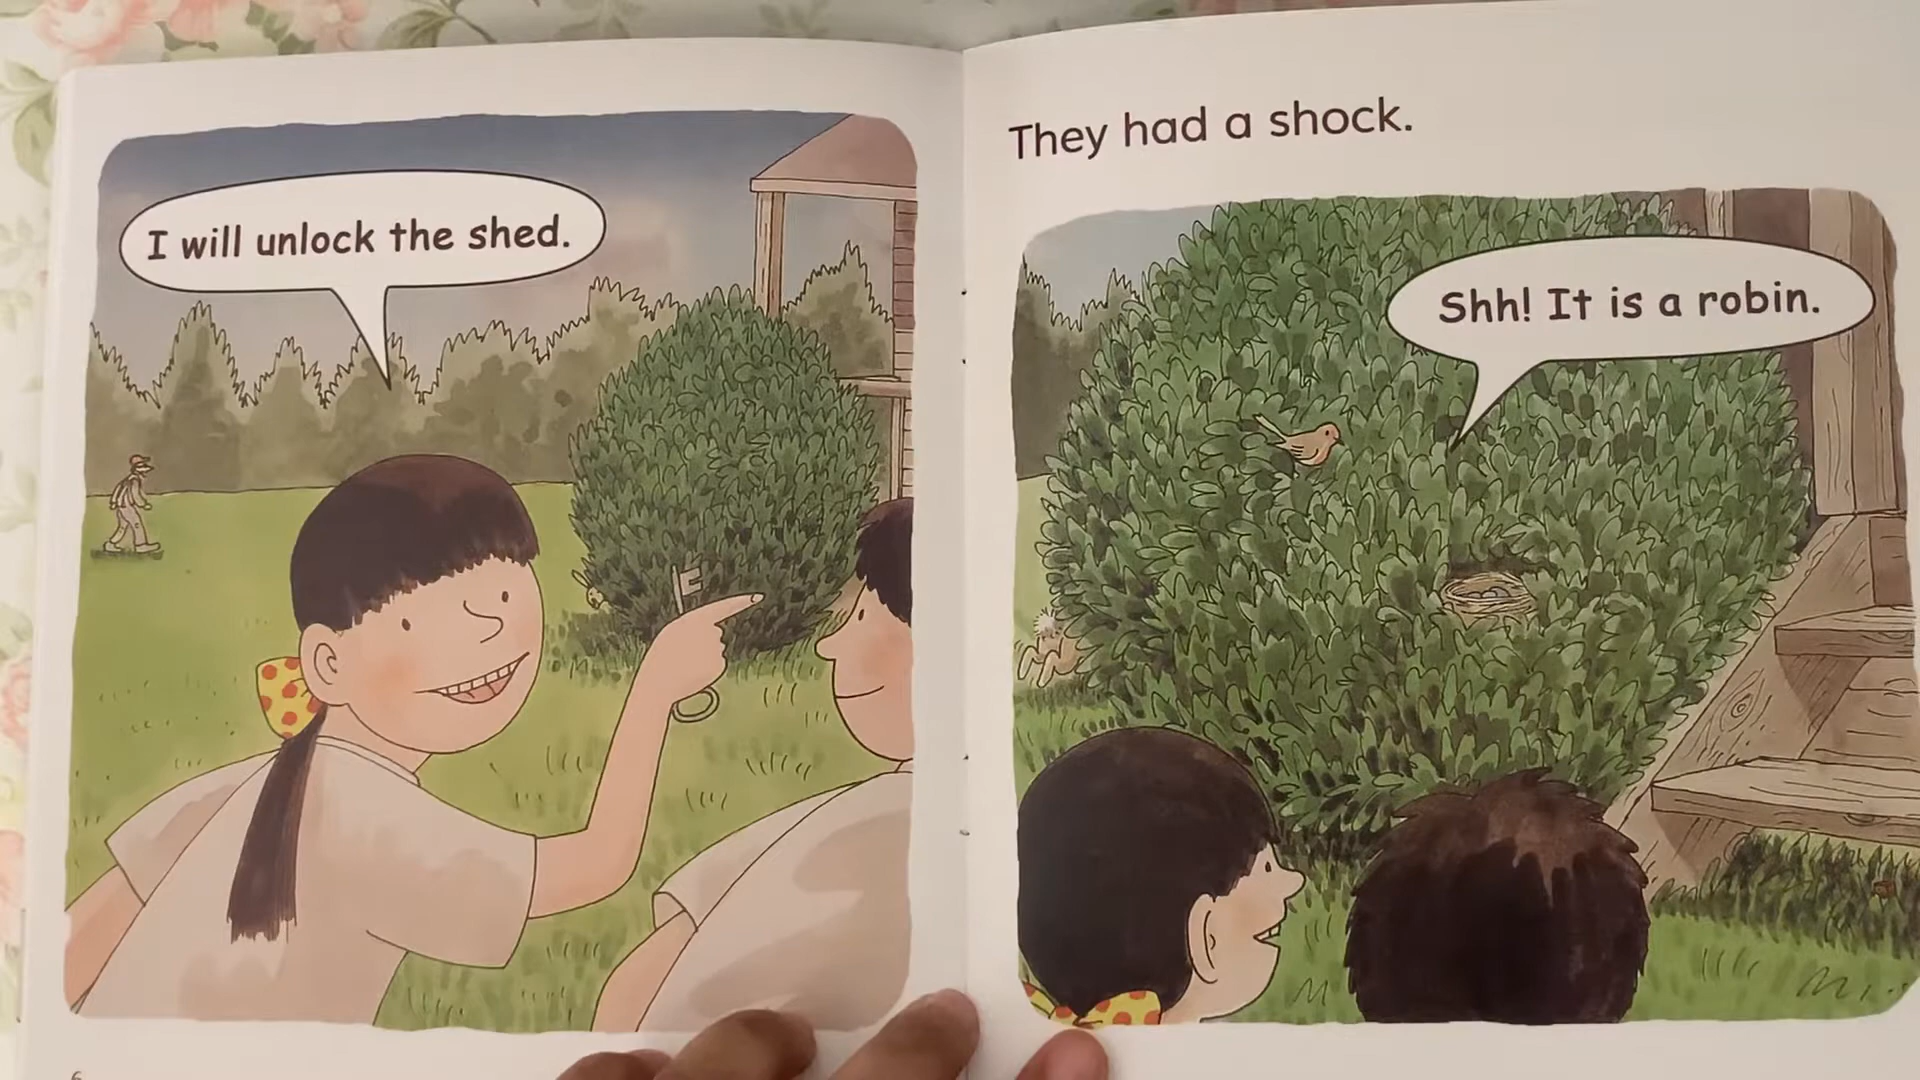 I will unlock the shed.
They had a shock.
Shh! It is a robin.
6